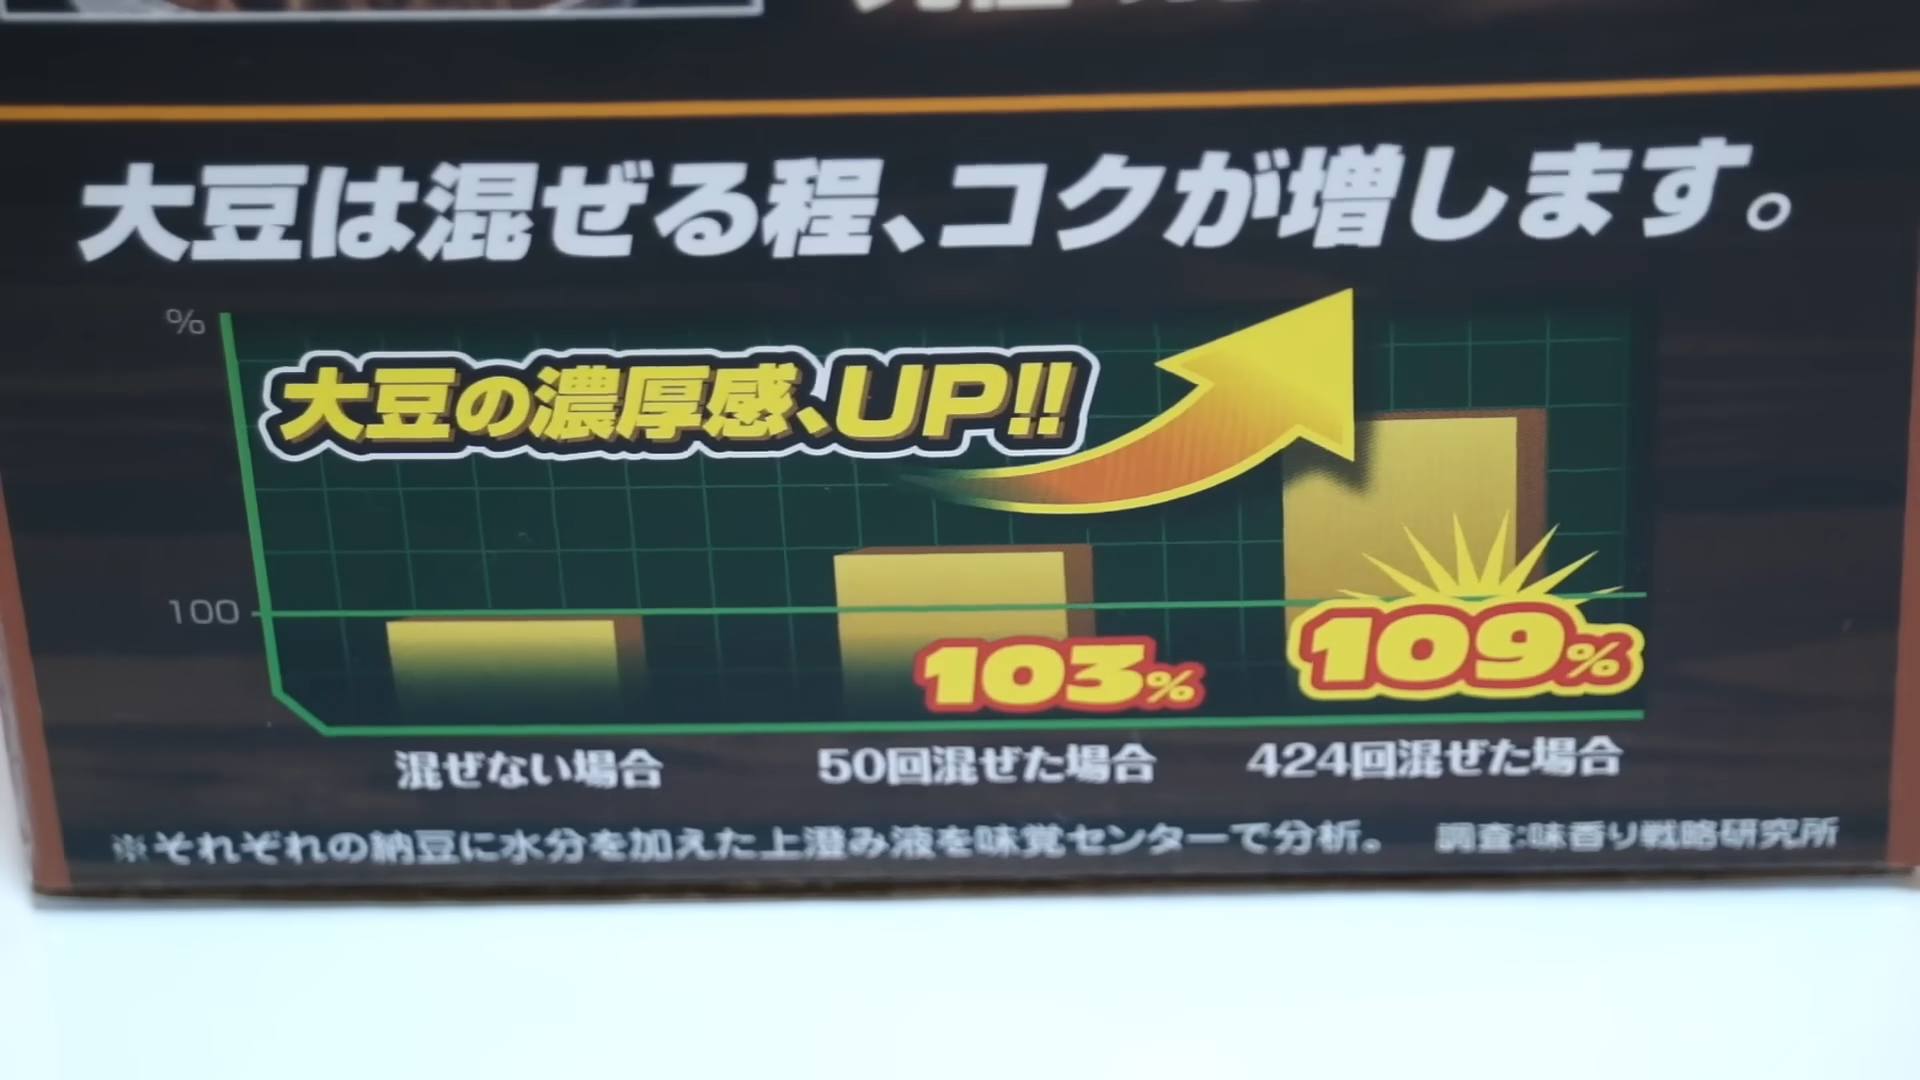 大豆は混ぜる程、コクが増します。
%
大豆の濃厚感、UP!!
100
103%
109%
混ぜない場合
50回混ぜた場合
424回混ぜた場合
※それぞれの納豆に水分を加えた上澄み液を味覚センターで分析。 調査:味香り戦略研究所